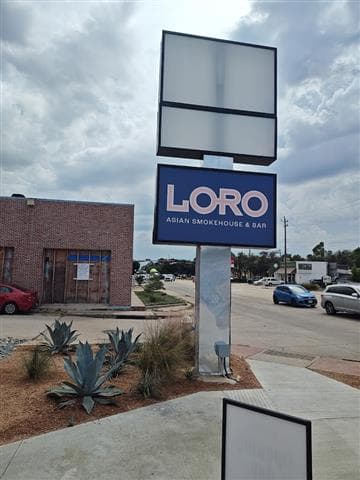 LORO
ASIAN SMOKEHOUSE & BAR